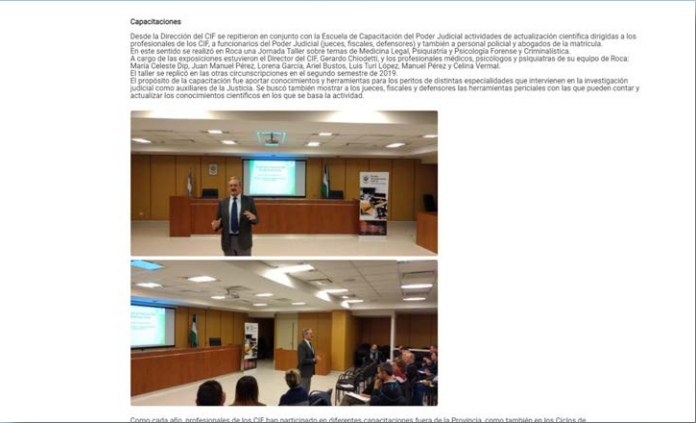 Capacitaciones
Desde la Dirección del CIF se repitieron en conjunto con la Escuela de Capacitación del Poder Judicial actividades de actualización científica dirigidas a los
profesionales de los CIF, a funcionarios del Poder Judicial (jueces, fiscales, defensores) y también a personal policial y abogados de la matrícula.
En este sentido se realizó en Roca una Jornada Taller sobre temas de Medicina Legal, Psiquiatría y Psicología Forense y Criminalística.
A cargo de las exposiciones estuvieron el Director del CIF, Gerardo Chiodetti, y los profesionales médicos, psicólogos y psiquiatras de su equipo de Roca:
María Celeste Dip, Juan Manuel Pérez, Lorena García, Ariel Bustos, Luis Turi López, Manuel Pérez y Celina Vermal.
El taller se replicó en las otras circunscripciones en el segundo semestre de 2019.
El propósito de la capacitación fue aportar conocimientos y herramientas para los peritos de distintas especialidades que intervienen en la investigación
judicial como auxiliares de la Justicia. Se buscó también mostrar a los jueces, fiscales y defensores las herramientas periciales con las que pueden contar y
actualizar los conocimientos científicos en los que se basa la actividad.
Como cada año, profesionales de los CIF han participado en diferentes capacitaciones fuera de la Provincia, como también en los Ciclos de